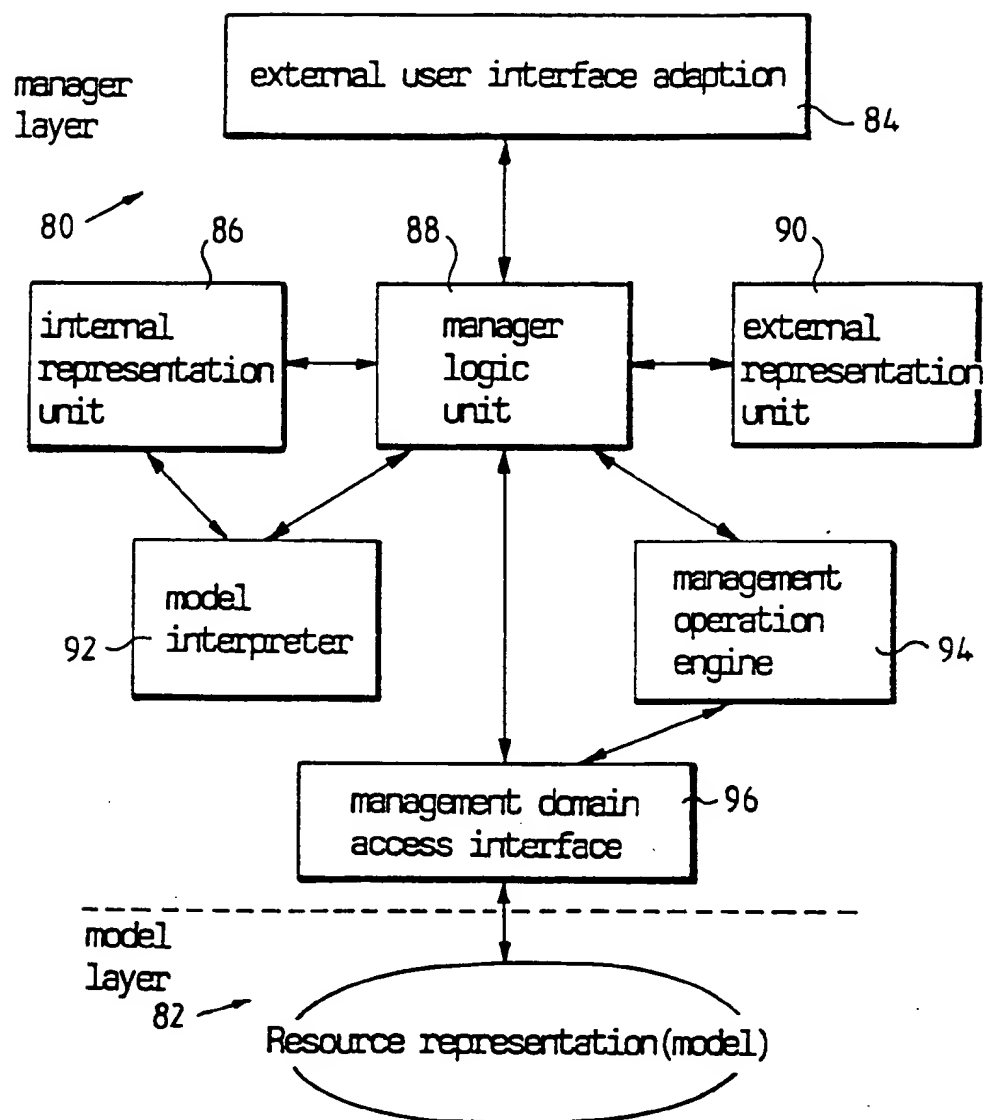 external user interface adaption
84
manager
layer
80
86
88
90
internal
representation
unit
manager
logic
unit
external
representation
unit
model
interpreter
92
management
operation
engine
94
management domain
access interface
96
model
layer
82
Resource representation(model)